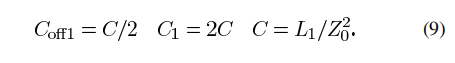 C_off1 = C/2   C_1 = 2C   C = L_1/Z_0^2.   (9)